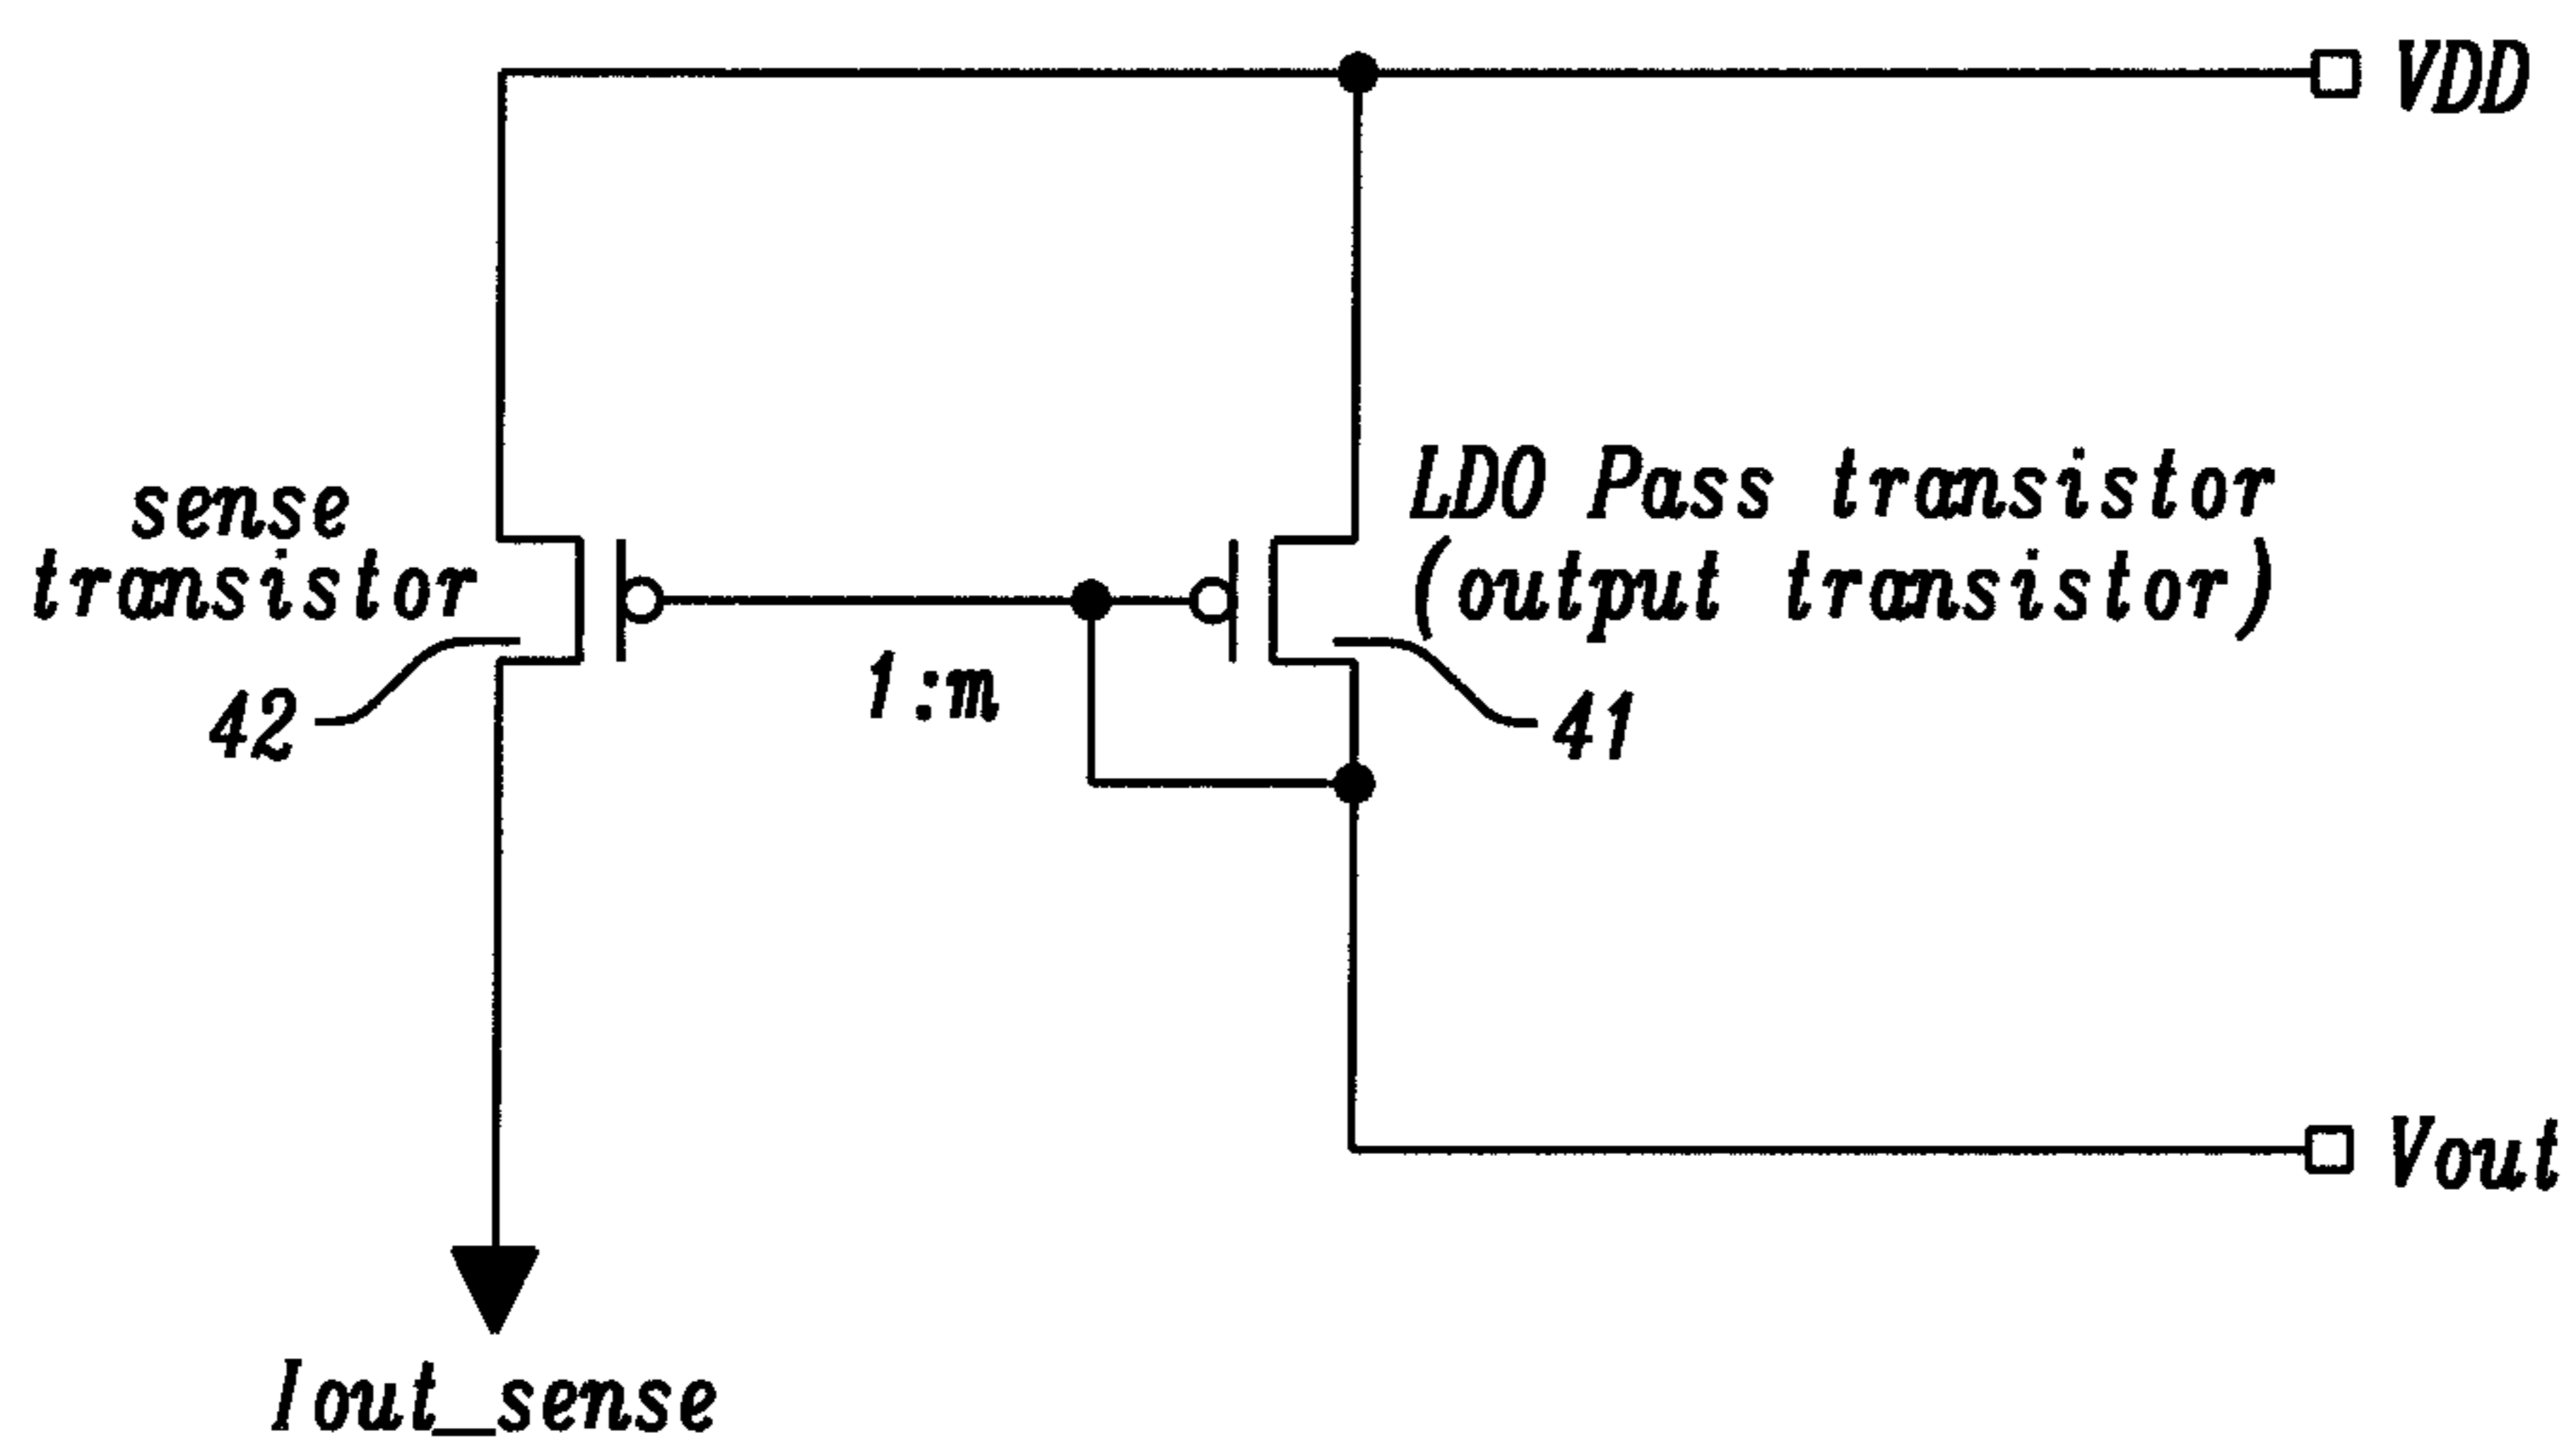 VDD
sense
transistor
LDO Pass transistor
(output transistor)
1:m
42
41
Vout
Iout_sense